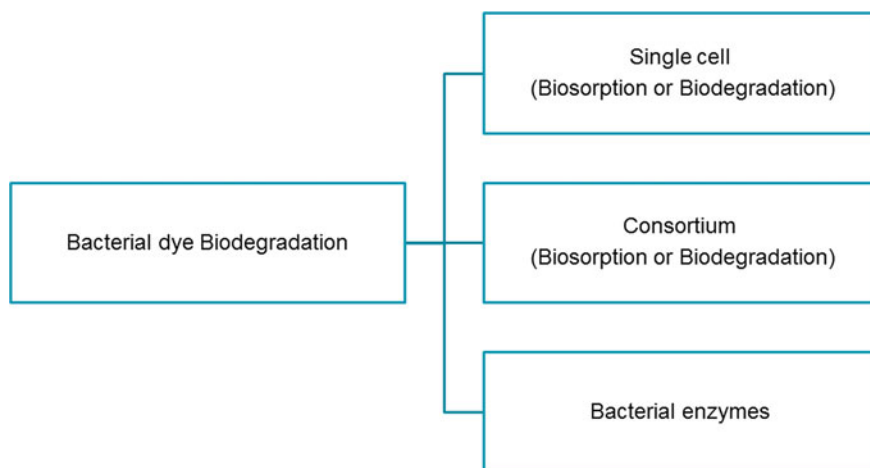 Single cell
(Biosorption or Biodegradation)
Bacterial dye Biodegradation
Consortium
(Biosorption or Biodegradation)
Bacterial enzymes